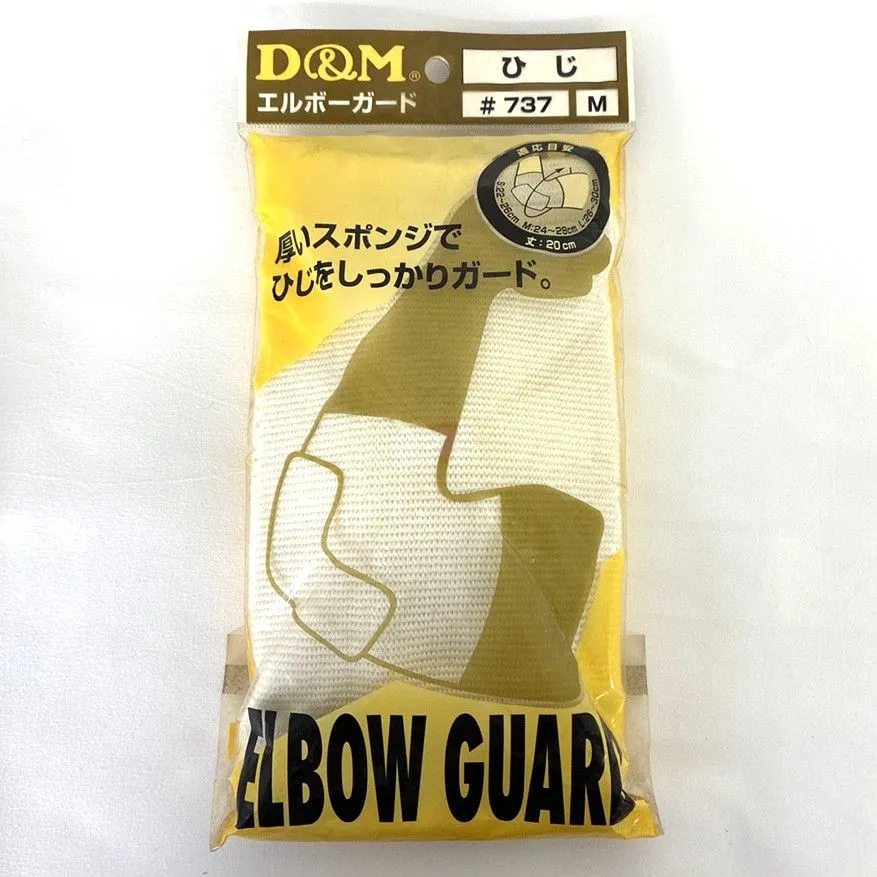 D&M®
エルボーガード
ひじ
#737
M
適応目安
S:22～26cm. M:24～28cm. L:26～30cm
丈:20cm
厚いスポンジで
ひじをしっかりガード。
ELBOW GUARD